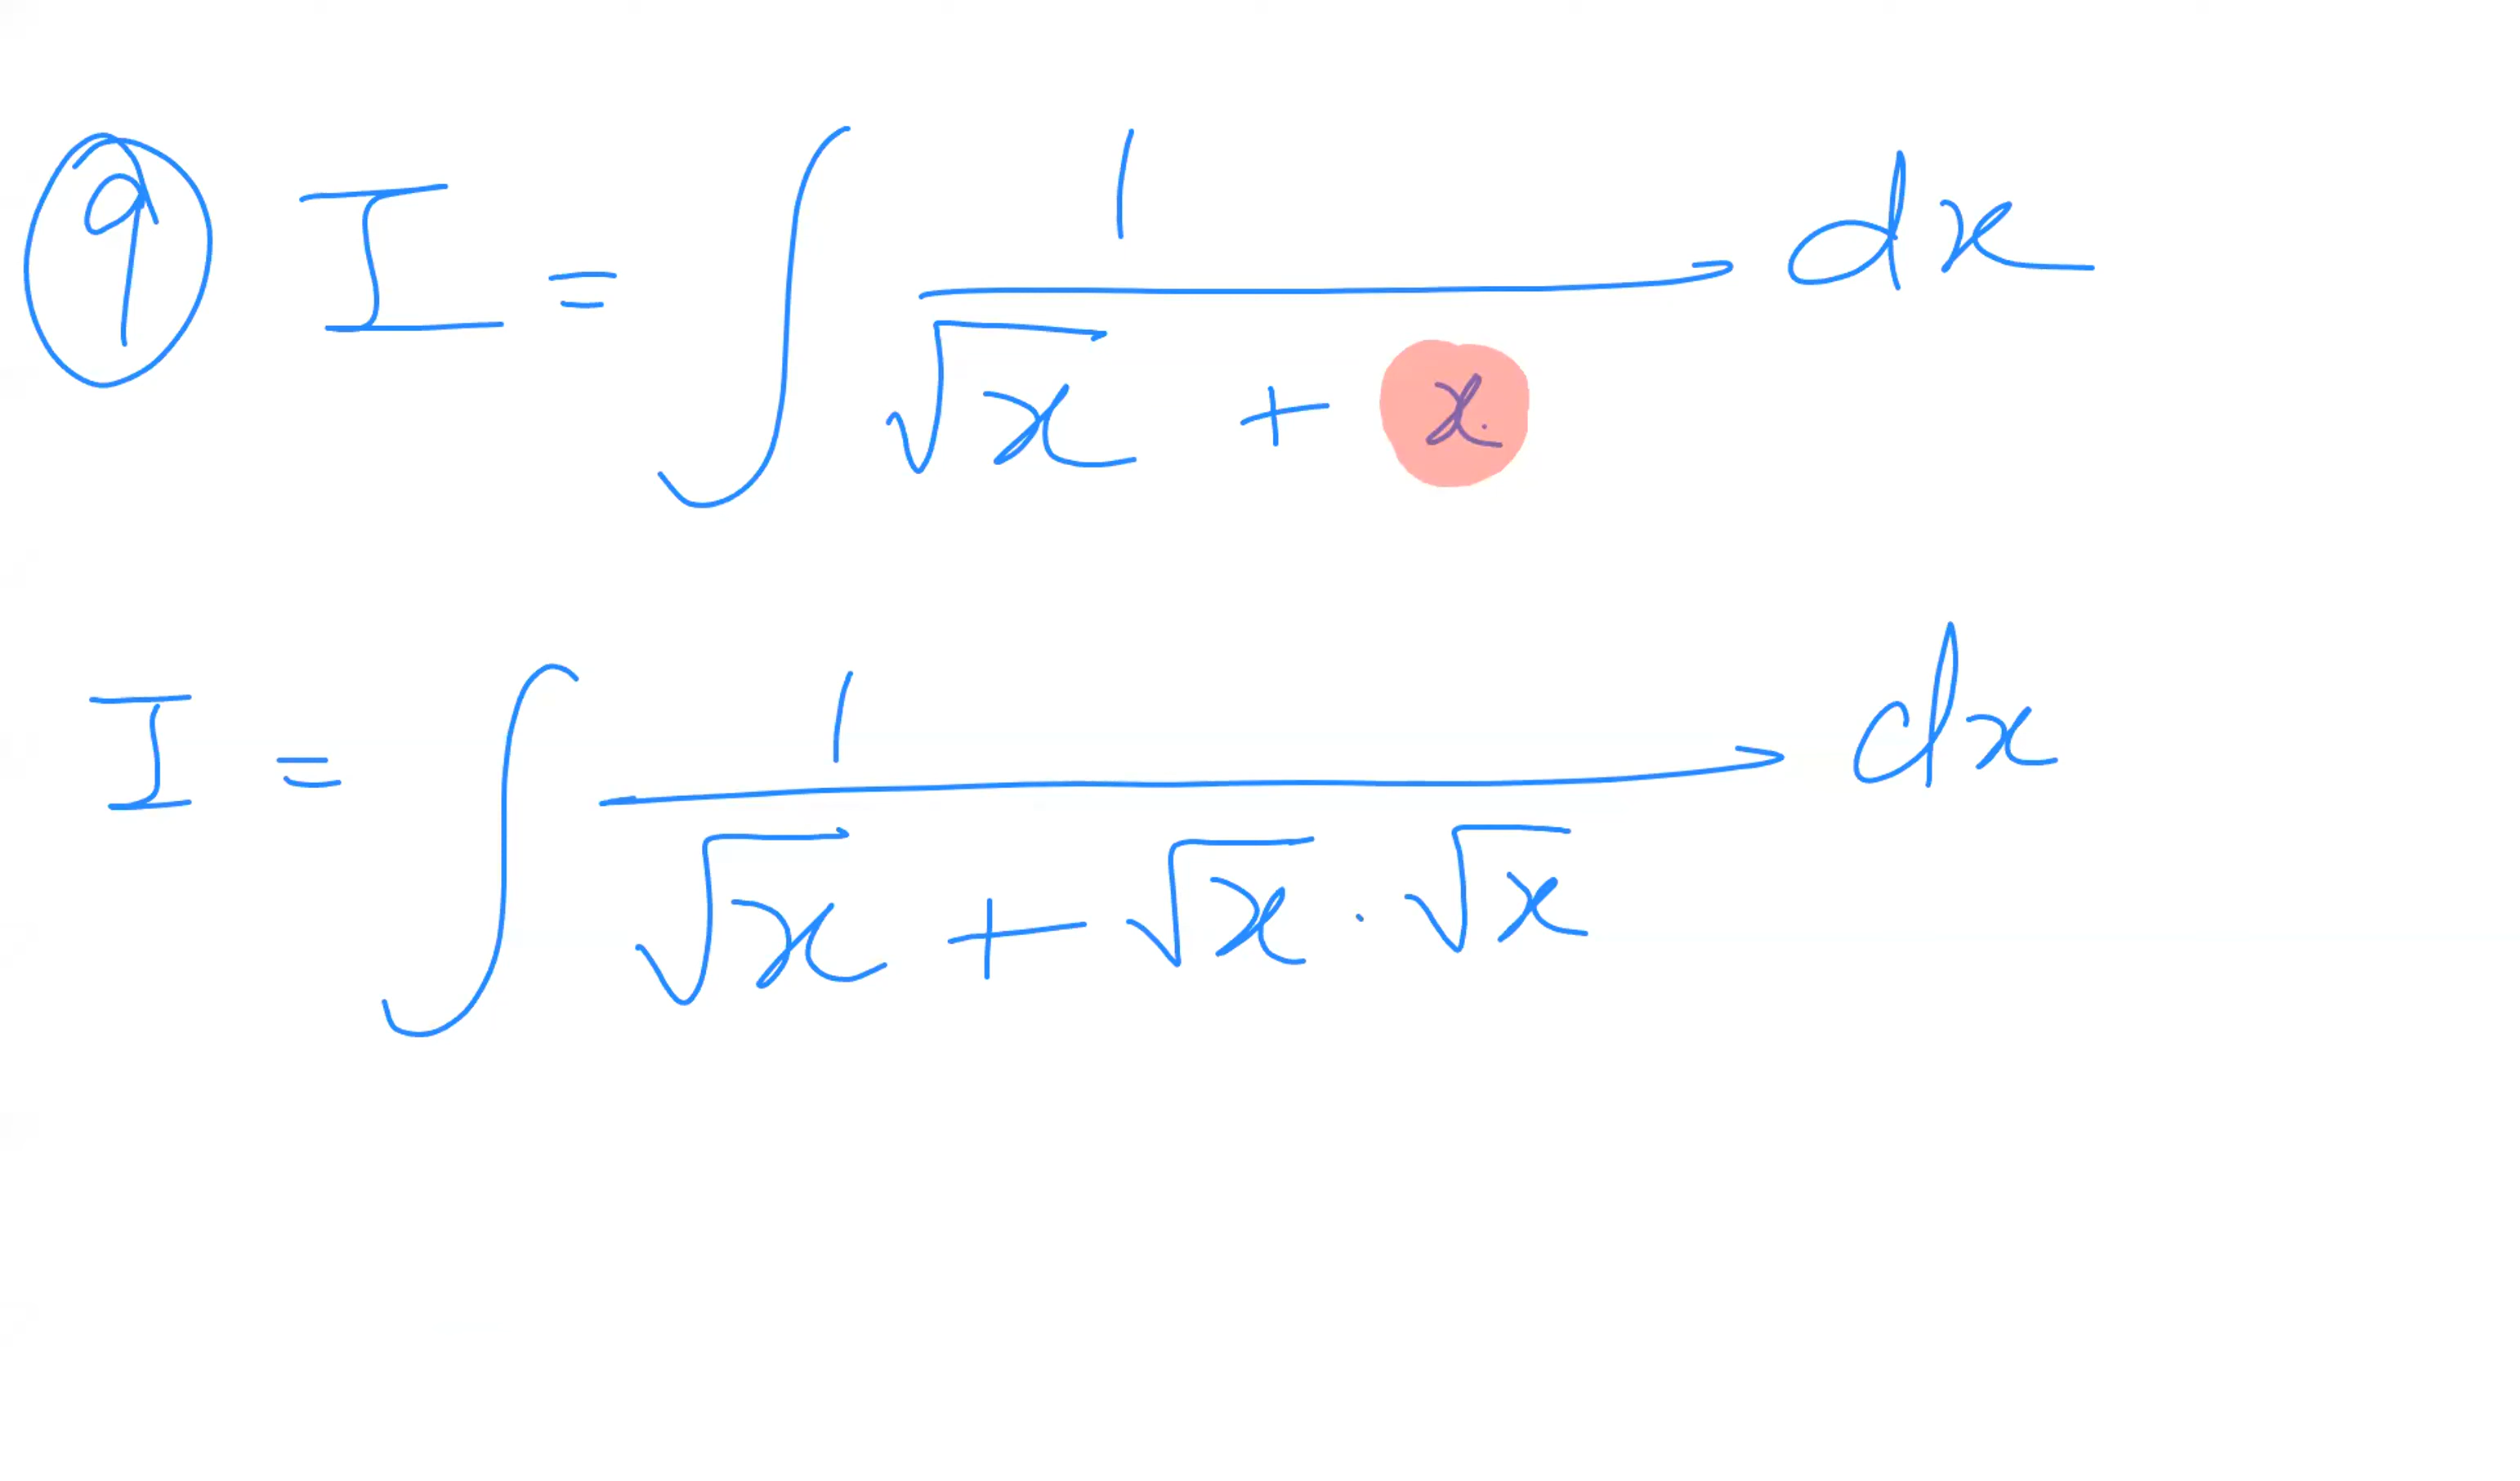 9 I = ∫ 1/(√x + x) dx
I = ∫ 1/(√x + √x · √x) dx